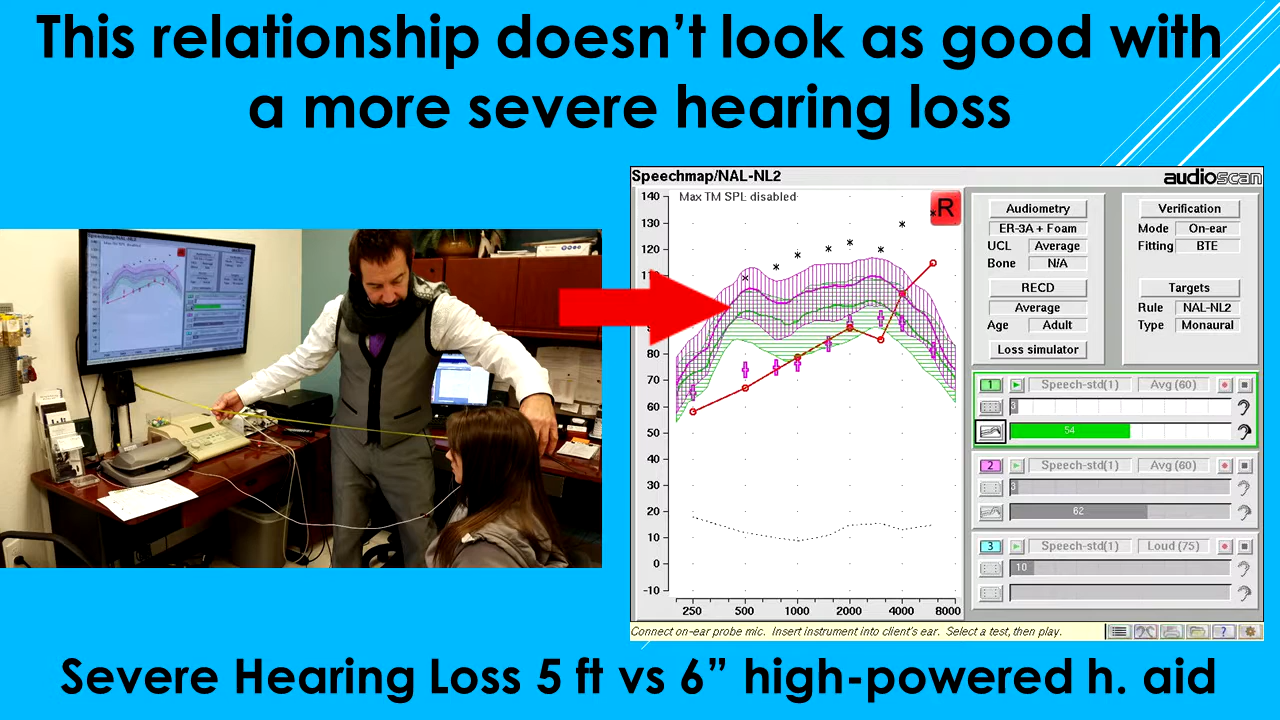 This relationship doesn’t look as good with
a more severe hearing loss
Speechmap/NAL-NL2
audioscan
Max TM SPL disabled
R
140
130
120
80
70
60
50
40
30
20
10
0
-10
250 500 1000 2000 4000 8000
Audiometry
ER-3A + Foam
UCL Average
Bone N/A
RECD
Average
Age Adult
Loss simulator
Verification
Mode On-ear
Fitting BTE
Targets
Rule NAL-NL2
Type Monaural
1 Speech-std(1) Avg (60)
54
2 Speech-std(1) Avg (60)
3
62
3 Speech-std(1) Loud (75)
10
Connect on-ear probe mic. Insert instrument into client's ear. Select a test, then play.
?
Severe Hearing Loss 5 ft vs 6” high-powered h. aid